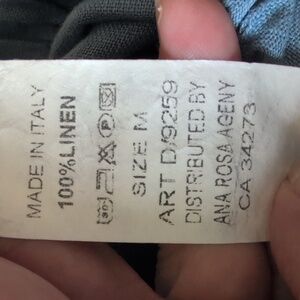 MADE IN ITALY
100%LINEN
SIZE M
ART D/9259
DISTRIBUTED BY
ANA ROSA AGENY
CA 34273